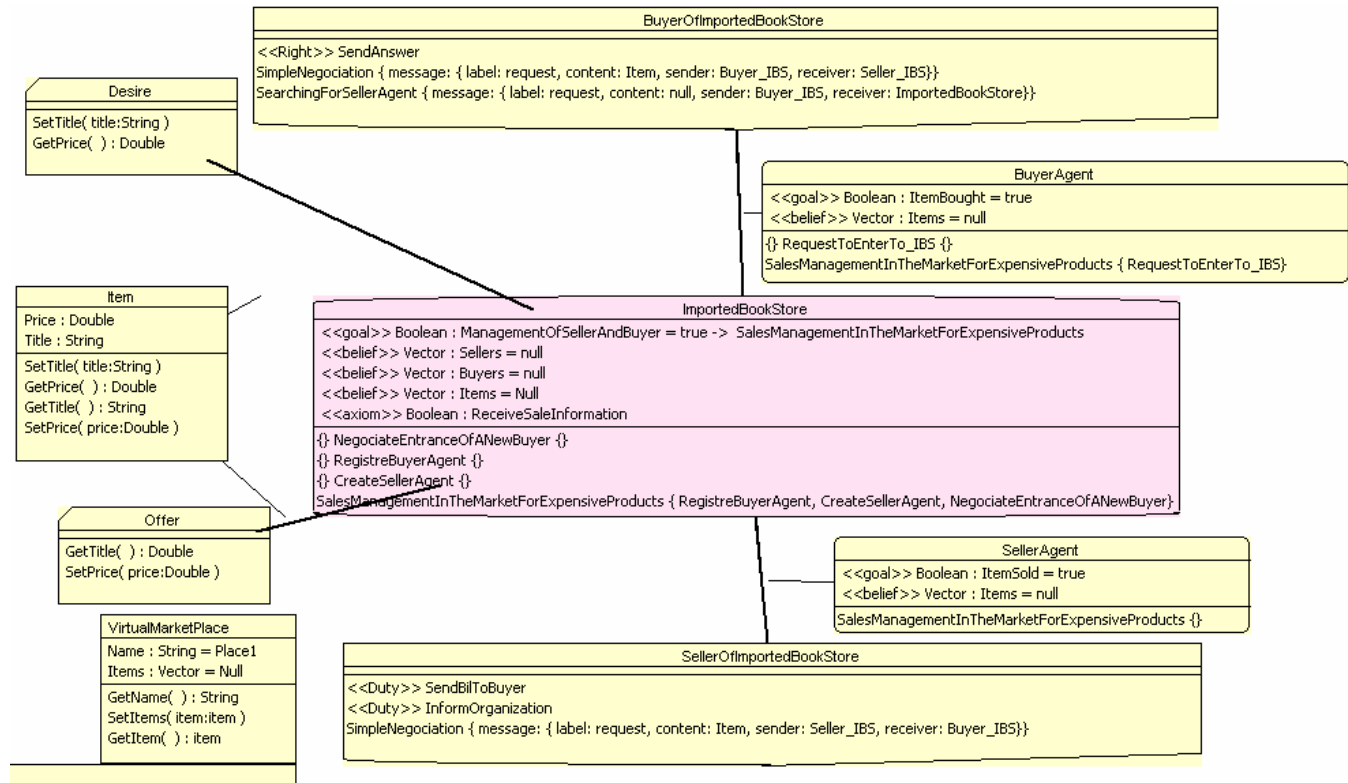 BuyerOfImportedBookStore
<<Right>> SendAnswer
SimpleNegociation { message: { label: request, content: Item, sender: Buyer_IBS, receiver: Seller_IBS}}
SearchingForSellerAgent { message: { label: request, content: null, sender: Buyer_IBS, receiver: ImportedBookStore}}
Desire
SetTitle( title:String )
GetPrice( ) : Double
BuyerAgent
<<goal>> Boolean : ItemBought = true
<<belief>> Vector : Items = null
{} RequestToEnterTo_IBS {}
SalesManagementInTheMarketForExpensiveProducts { RequestToEnterTo_IBS}
Item
Price : Double
Title : String
SetTitle( title:String )
GetPrice( ) : Double
GetTitle( ) : String
SetPrice( price:Double )
ImportedBookStore
<<goal>> Boolean : ManagementOfSellerAndBuyer = true -> SalesManagementInTheMarketForExpensiveProducts
<<belief>> Vector : Sellers = null
<<belief>> Vector : Buyers = null
<<belief>> Vector : Items = Null
<<axiom>> Boolean : ReceiveSaleInformation
{} NegociateEntranceOfANewBuyer {}
{} RegistreBuyerAgent {}
{} CreateSellerAgent {}
SalesManagementInTheMarketForExpensiveProducts { RegistreBuyerAgent, CreateSellerAgent, NegociateEntranceOfANewBuyer}
Offer
GetTitle( ) : Double
SetPrice( price:Double )
SellerAgent
<<goal>> Boolean : ItemSold = true
<<belief>> Vector : Items = null
SalesManagementInTheMarketForExpensiveProducts {}
VirtualMarketPlace
Name : String = Place1
Items : Vector = Null
GetName( ) : String
SetItems( item:item )
GetItem( ) : item
SellerOfImportedBookStore
<<Duty>> SendBilToBuyer
<<Duty>> InformOrganization
SimpleNegociation { message: { label: request, content: Item, sender: Seller_IBS, receiver: Buyer_IBS}}